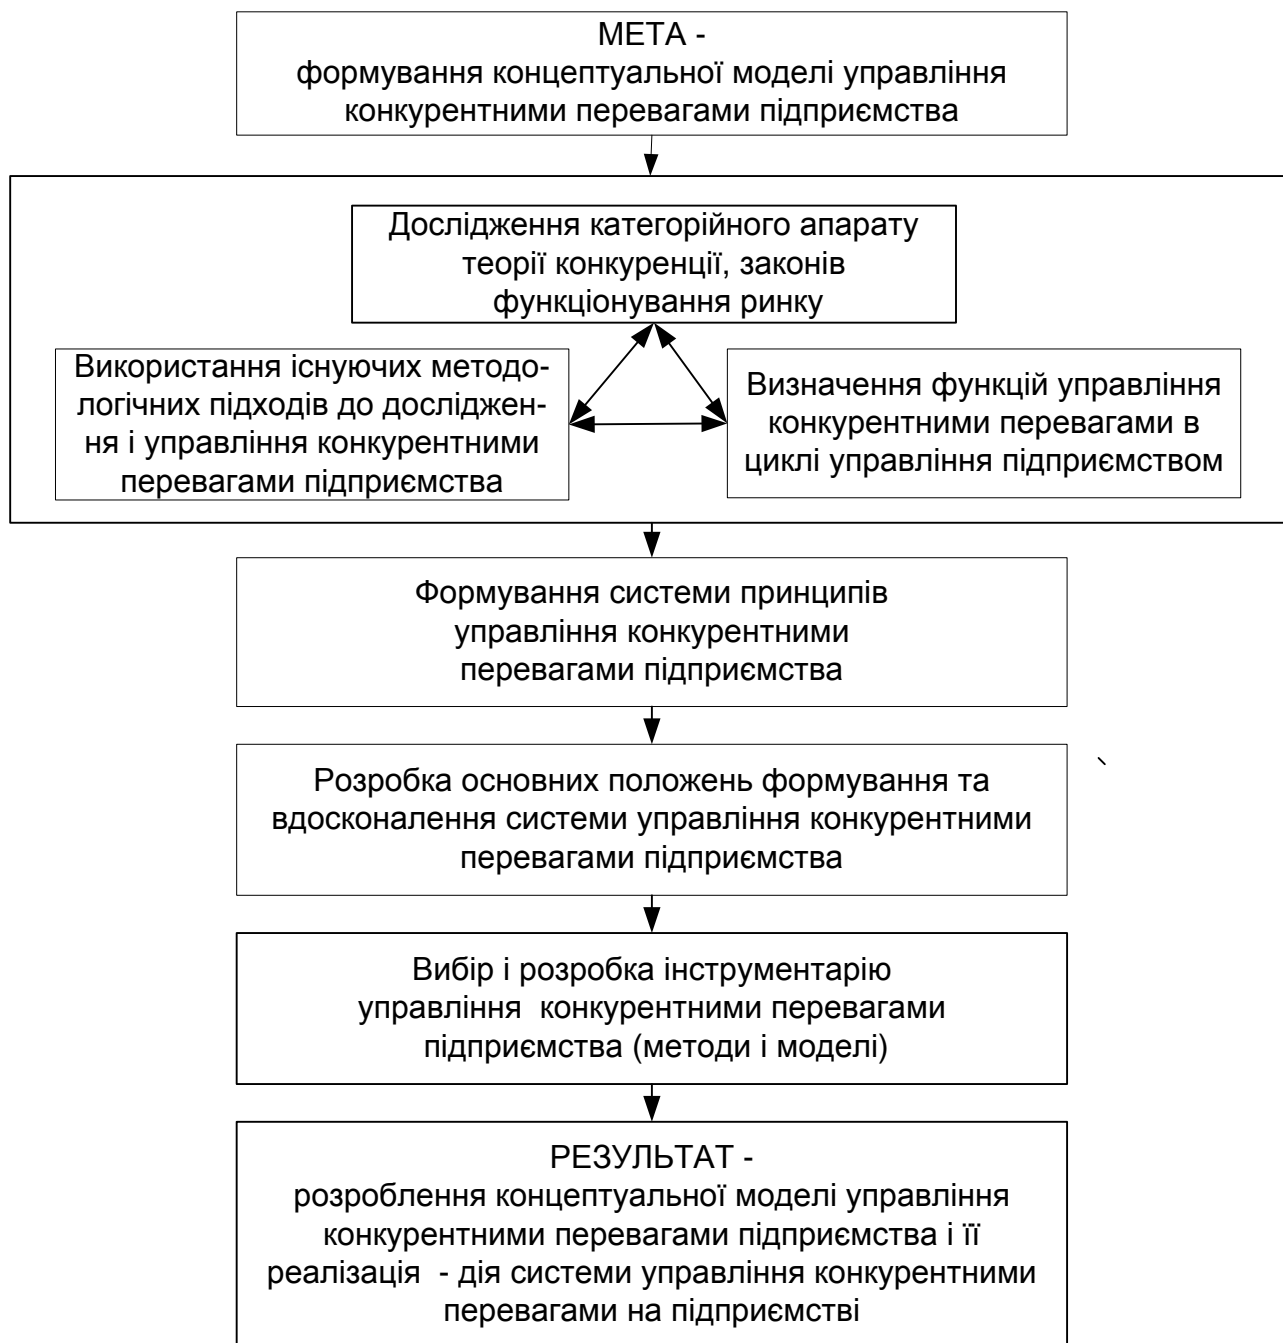 МЕТА -
формування концептуальної моделі управління
конкурентними перевагами підприємства
Дослідження категорійного апарату
теорії конкуренції, законів
функціонування ринку
Використання існуючих методо-
логічних підходів до дослідження-
ня і управління конкурентними
перевагами підприємства
Визначення функцій управління
конкурентними перевагами в
циклі управління підприємством
Формування системи принципів
управління конкурентними
перевагами підприємства
Розробка основних положень формування та
вдосконалення системи управління конкурентними
перевагами підприємства
Вибір і розробка інструментарію
управління  конкурентними перевагами
підприємства (методи і моделі)
РЕЗУЛЬТАТ -
розроблення концептуальної моделі управління
конкурентними перевагами підприємства і її
реалізація  - дія системи управління конкурентними
перевагами на підприємстві